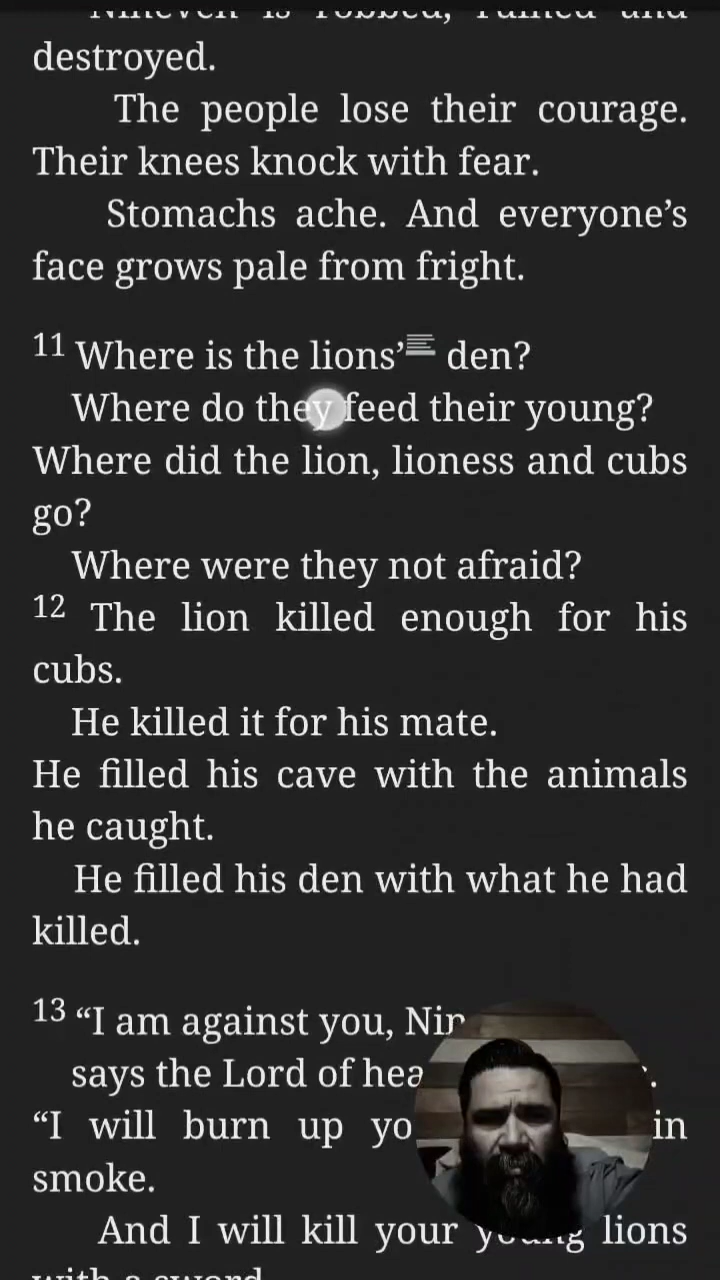 destroyed.
The people lose their courage.
Their knees knock with fear.
Stomachs ache. And everyone’s
face grows pale from fright.
11 Where is the lions’ den?
Where do they feed their young?
Where did the lion, lioness and cubs
go?
Where were they not afraid?
12 The lion killed enough for his
cubs.
He killed it for his mate.
He filled his cave with the animals
he caught.
He filled his den with what he had
killed.
13 “I am against you,
says the Lord of
“I will burn up in
smoke.
And I will kill your young lions
with a sword